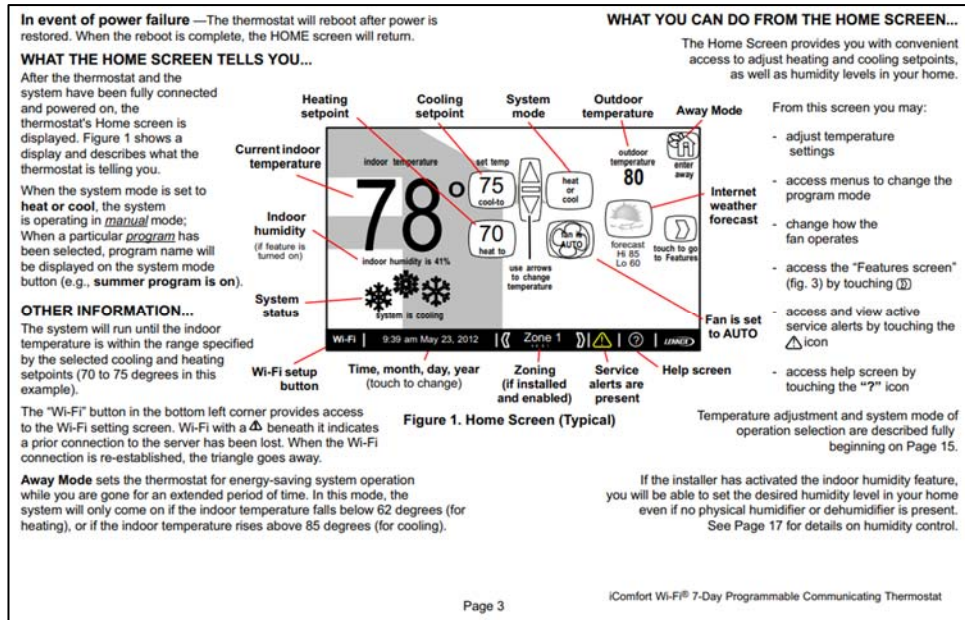 In event of power failure —The thermostat will reboot after power is
restored. When the reboot is complete, the HOME screen will return.
WHAT THE HOME SCREEN TELLS YOU...
After the thermostat and the
system have been fully connected
and powered on, the
thermostat's Home screen is
displayed. Figure 1 shows a
display and describes what the
thermostat is telling you.
When the system mode is set to
heat or cool, the system
is operating in manual mode;
When a particular program has
been selected, program name will
be displayed on the system mode
button (e.g., summer program is on).
OTHER INFORMATION...
The system will run until the indoor
temperature is within the range specified
by the selected cooling and heating
setpoints (70 to 75 degrees in this
example).
The “Wi-Fi” button in the bottom left corner provides access
to the Wi-Fi setting screen. Wi-Fi with a ⚠ beneath it indicates
a prior connection to the server has been lost. When the Wi-Fi
connection is re-established, the triangle goes away.
Away Mode sets the thermostat for energy-saving system operation
while you are gone for an extended period of time. In this mode, the
system will only come on if the indoor temperature falls below 62 degrees (for
heating), or if the indoor temperature rises above 85 degrees (for cooling).
Heating
setpoint
Cooling
setpoint
System
mode
Outdoor
temperature
Away Mode
Current indoor
temperature
Indoor
humidity
(if feature is
turned on)
System
status
Wi-Fi setup
button
indoor temperature
78°
indoor humidity is 41%
system is cooling
set temp
75
cool-to
70
heat to
use arrows
to change
temperature
heat
or
cool
fan is
AUTO
outdoor
temperature
80
enter
away
forecast
Hi 85
Lo 60
touch to go
to Features
Wi-Fi
9:39 am May 23, 2012
Zone 1
?
LENNOX
Internet
weather
forecast
Fan is set
to AUTO
Time, month, day, year
(touch to change)
Zoning
(if installed
and enabled)
Service
alerts are
present
Help screen
Figure 1. Home Screen (Typical)
WHAT YOU CAN DO FROM THE HOME SCREEN...
The Home Screen provides you with convenient
access to adjust heating and cooling setpoints,
as well as humidity levels in your home.
From this screen you may:
- adjust temperature
settings
- access menus to change the
program mode
- change how the
fan operates
- access the “Features screen”
(fig. 3) by touching
- access and view active
service alerts by touching the
⚠ icon
- access help screen by
touching the “?” icon
Temperature adjustment and system mode of
operation selection are described fully
beginning on Page 15.
If the installer has activated the indoor humidity feature,
you will be able to set the desired humidity level in your home
even if no physical humidifier or dehumidifier is present.
See Page 17 for details on humidity control.
Page 3
iComfort Wi-Fi® 7-Day Programmable Communicating Thermostat